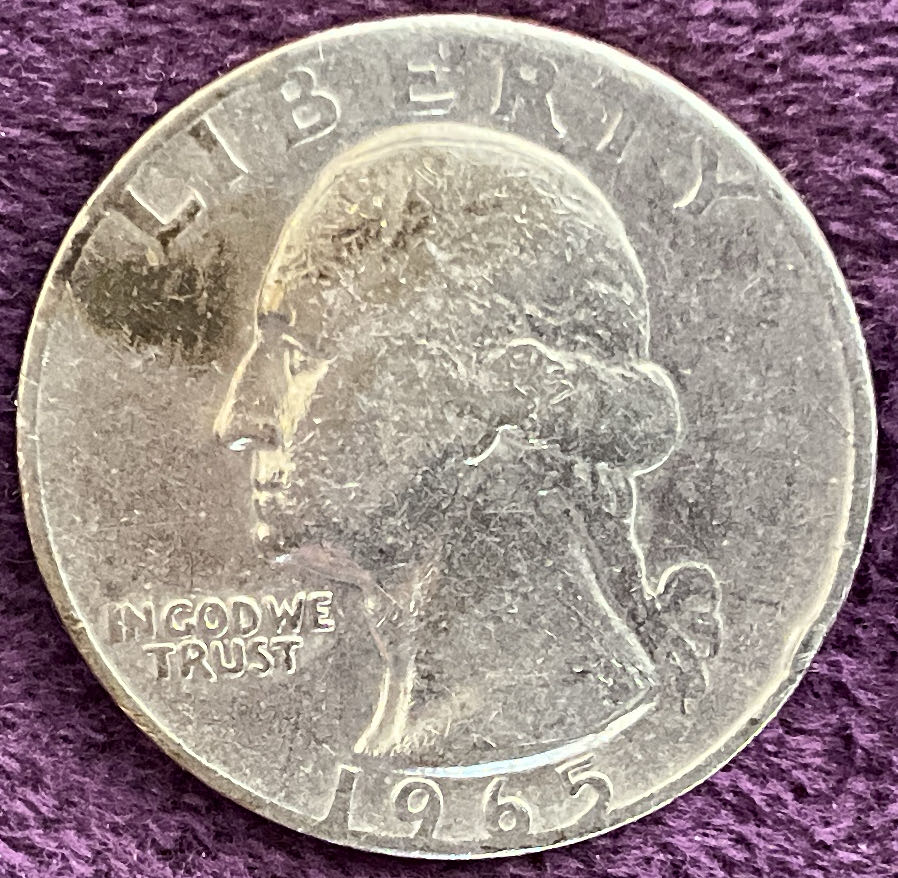 LIBERTY
IN GOD WE
TRUST
1965